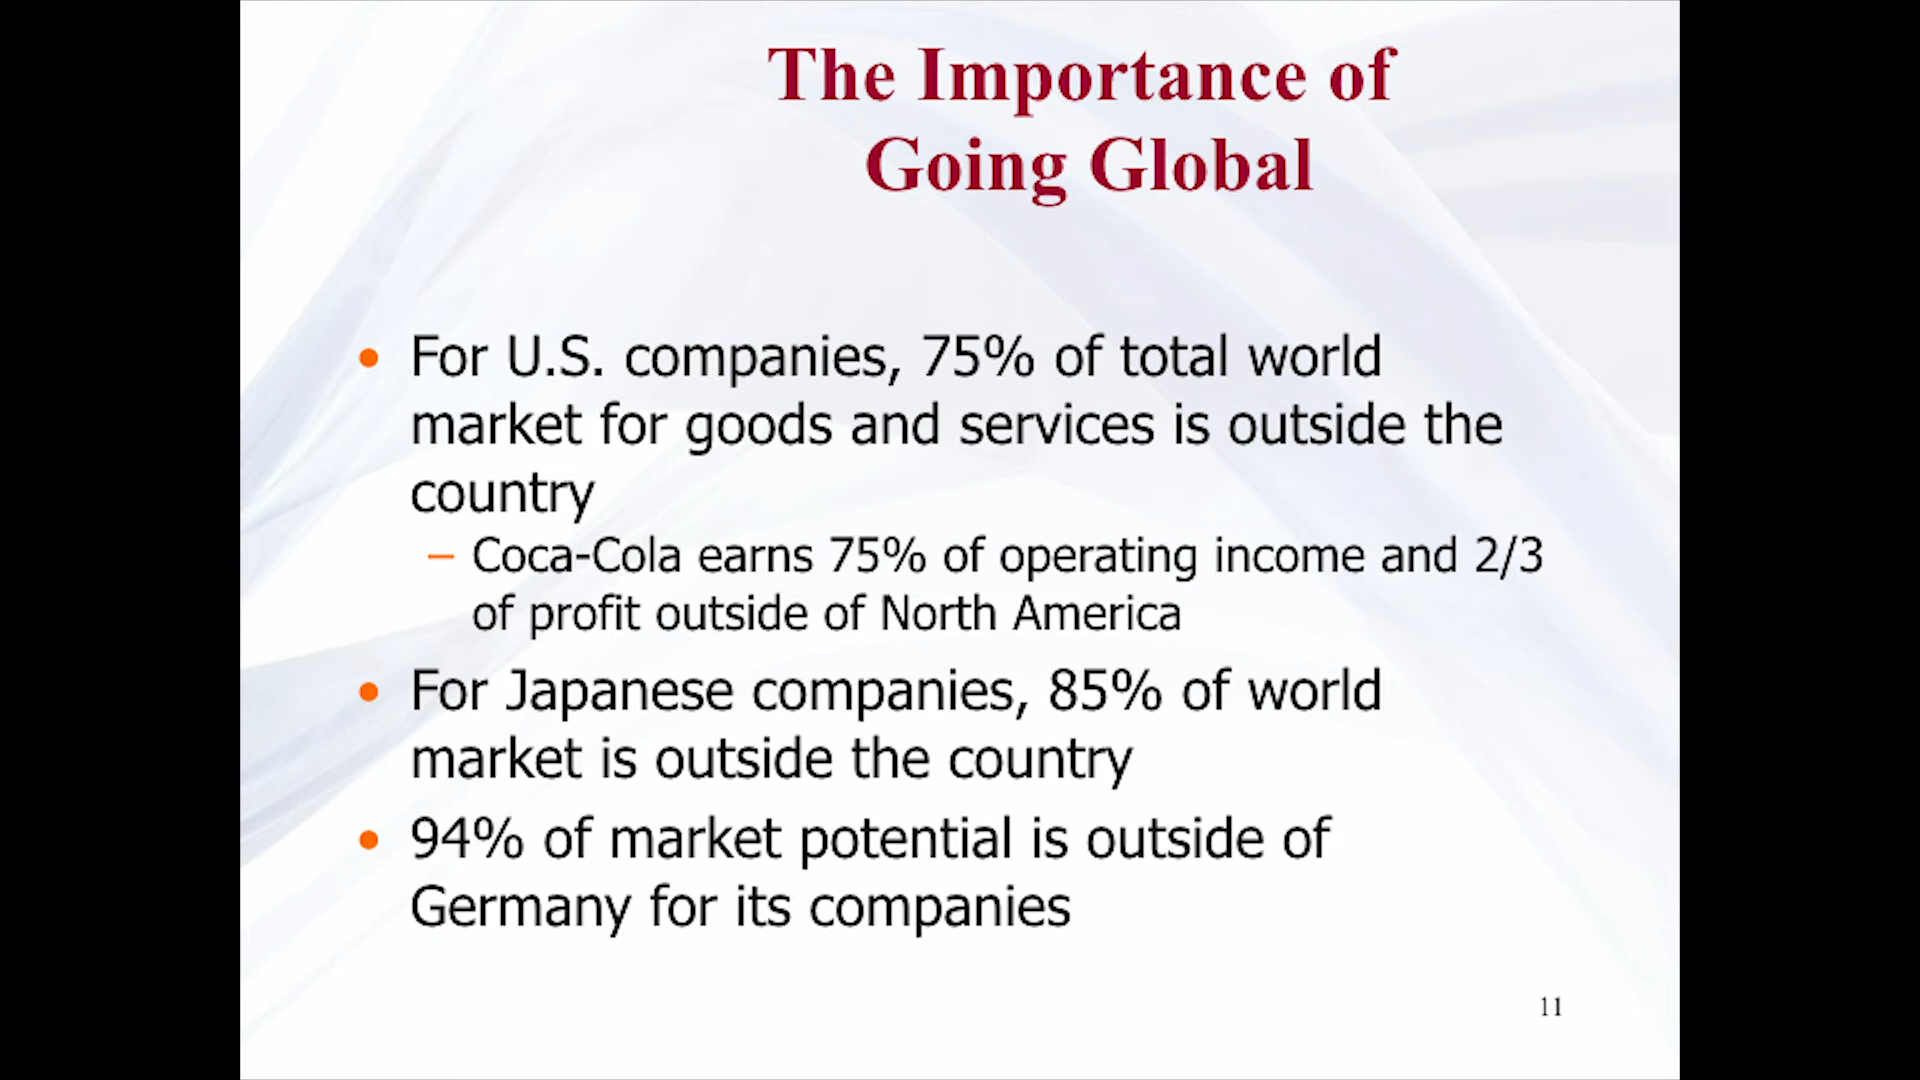 The Importance of
Going Global
• For U.S. companies, 75% of total world
market for goods and services is outside the
country
– Coca-Cola earns 75% of operating income and 2/3
of profit outside of North America
• For Japanese companies, 85% of world
market is outside the country
• 94% of market potential is outside of
Germany for its companies
11